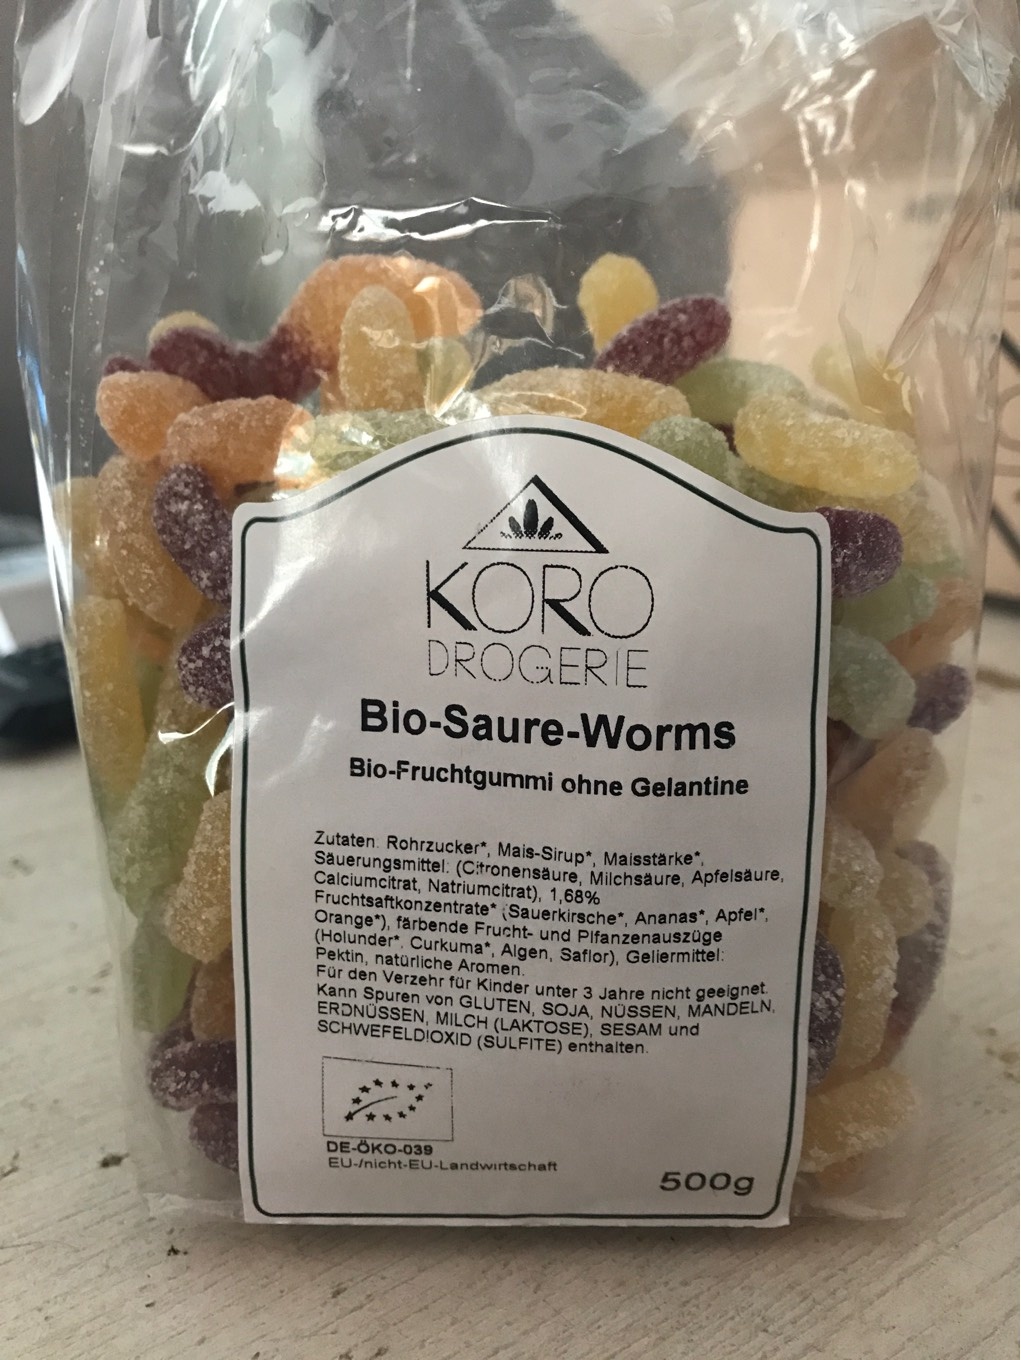 KORO
DROGERIE
Bio-Saure-Worms
Bio-Fruchtgummi ohne Gelantine
Zutaten: Rohrzucker*, Mais-Sirup*, Maisstärke*,
Säuerungsmittel: (Citronensäure, Milchsäure, Apfelsäure,
Calciumcitrat, Natriumcitrat), 1,68%
Fruchtsaftkonzentrate* (Sauerkirsche*, Ananas*, Apfel*,
Orange*), färbende Frucht- und Plfanzenauszüge
(Holunder*, Curkuma*, Algen, Saflor), Geliermittel:
Pektin, natürliche Aromen.
Für den Verzehr für Kinder unter 3 Jahre nicht geeignet.
Kann Spuren von GLUTEN, SOJA, NÜSSEN, MANDELN,
ERDNÜSSEN, MILCH (LAKTOSE), SESAM und
SCHWEFELDIOXID (SULFITE) enthalten.
DE-ÖKO-039
EU-/nicht-EU-Landwirtschaft
500g